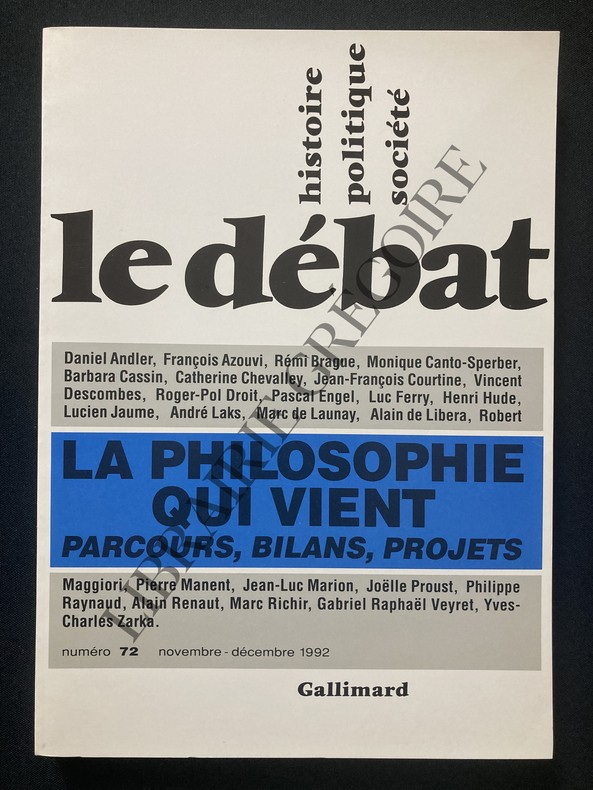 histoire
politique
société
le débat
Daniel Andler, François Azouvi, Rémi Brague, Monique Canto-Sperber,
Barbara Cassin, Catherine Chevalley, Jean-François Courtine, Vincent
Descombes, Roger-Pol Droit, Pascal Engel, Luc Ferry, Henri Hude,
Lucien Jaume, André Laks, Marc de Launay, Alain de Libera, Robert
LA PHILOSOPHIE
QUI VIENT
PARCOURS, BILANS, PROJETS
Maggiori, Pierre Manent, Jean-Luc Marion, Joëlle Proust, Philippe
Raynaud, Alain Renaut, Marc Richir, Gabriel Raphaël Veyret, Yves-
Charles Zarka.
numéro 72 novembre - décembre 1992
Gallimard
LIBRAIRIE GRÉGOIRE